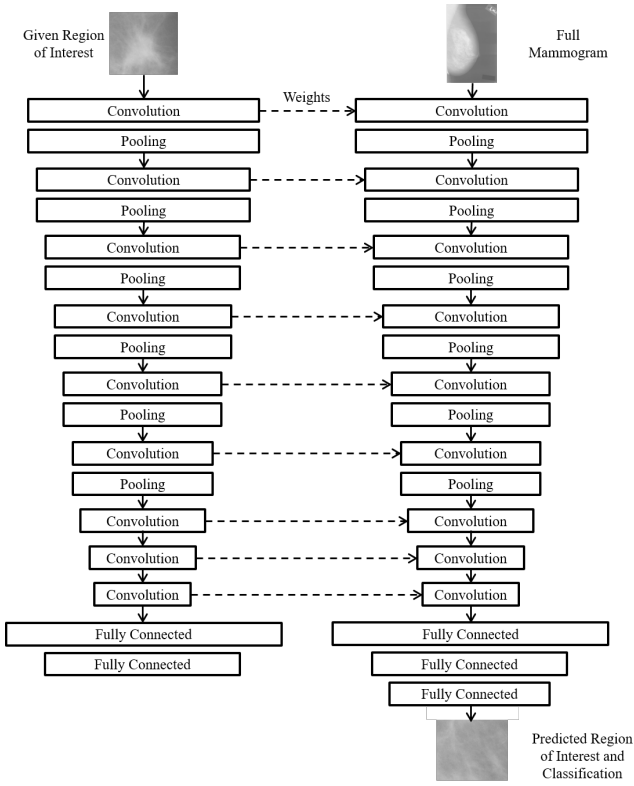 Given Region
of Interest
Full
Mammogram
Weights
Convolution
Convolution
Pooling
Pooling
Convolution
Convolution
Pooling
Pooling
Convolution
Convolution
Pooling
Pooling
Convolution
Convolution
Pooling
Pooling
Convolution
Convolution
Pooling
Pooling
Convolution
Convolution
Pooling
Pooling
Convolution
Convolution
Convolution
Convolution
Convolution
Convolution
Fully Connected
Fully Connected
Fully Connected
Fully Connected
Fully Connected
Predicted Region
of Interest and
Classification